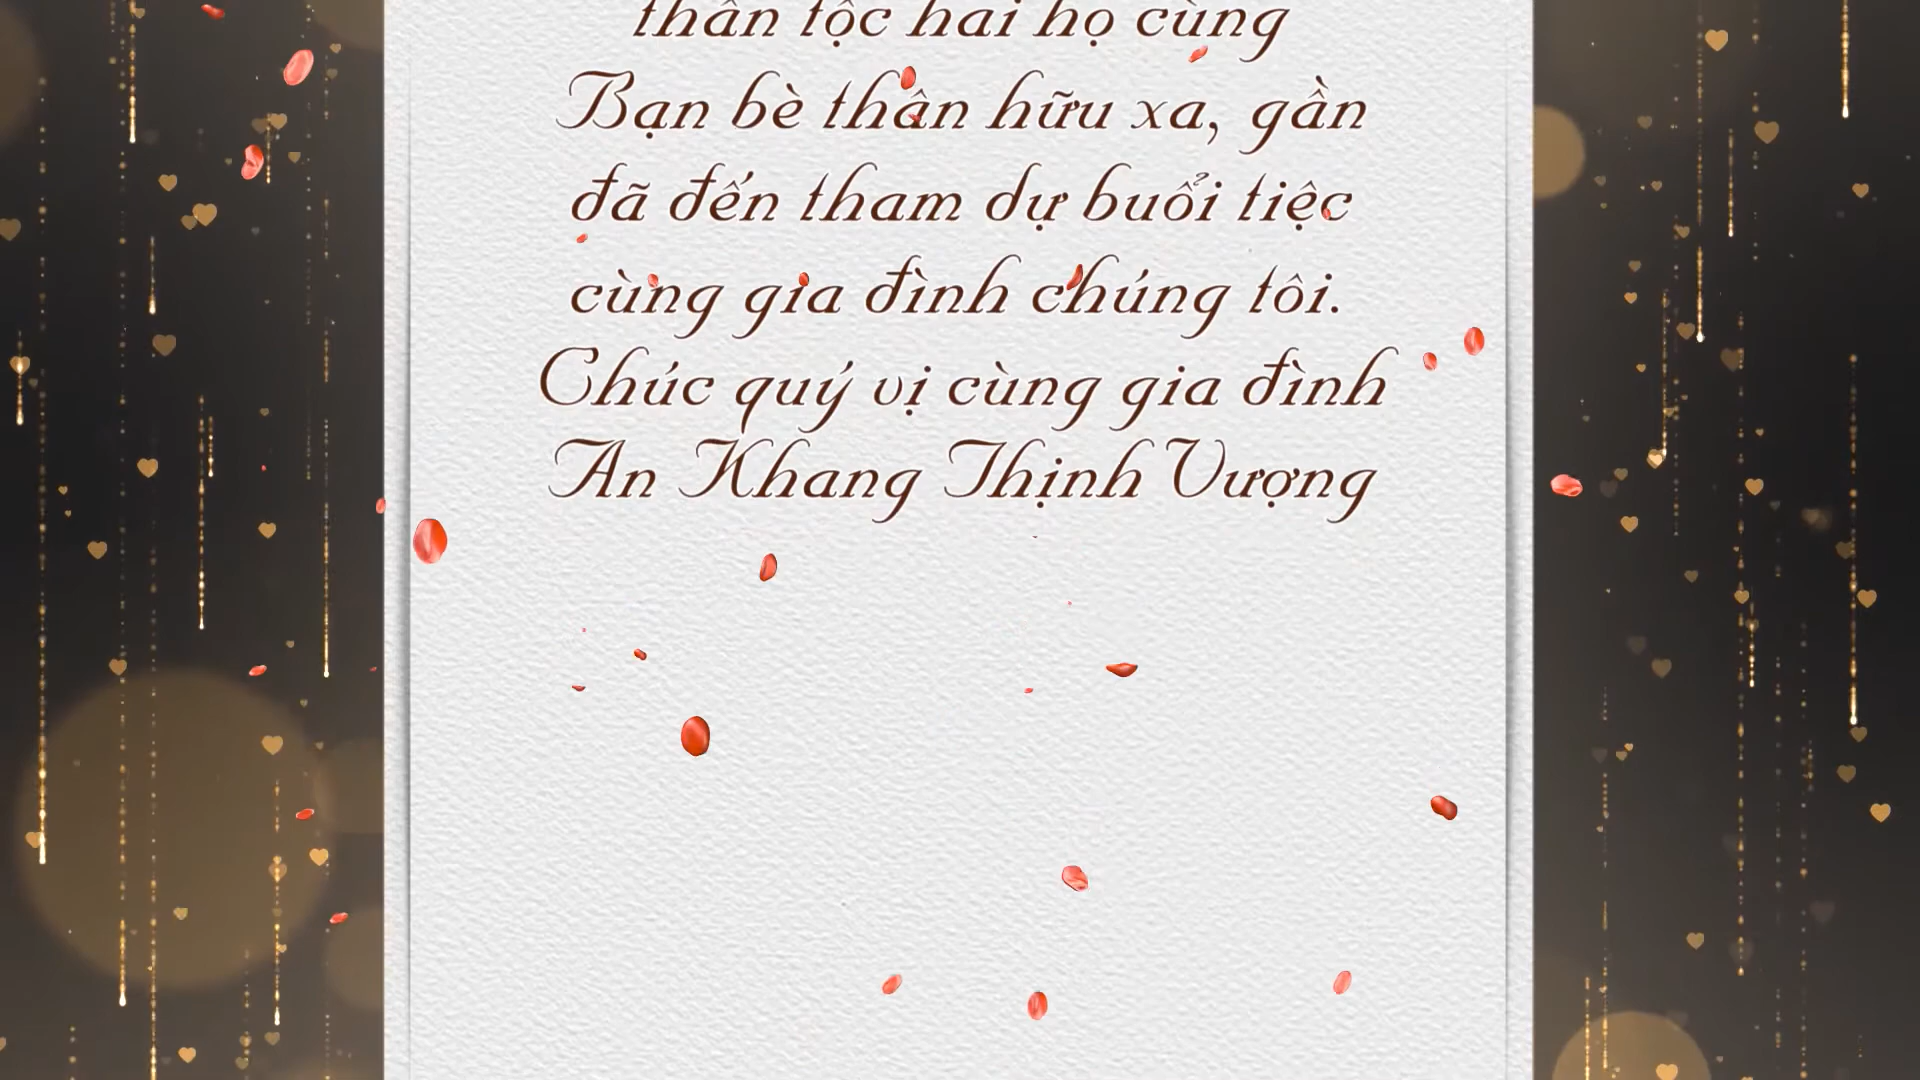 thân tộc hai họ cùng
Bạn bè thân hữu xa, gần
đã đến tham dự buổi tiệc
cùng gia đình chúng tôi.
Chúc quý vị cùng gia đình
An Khang Thịnh Vượng